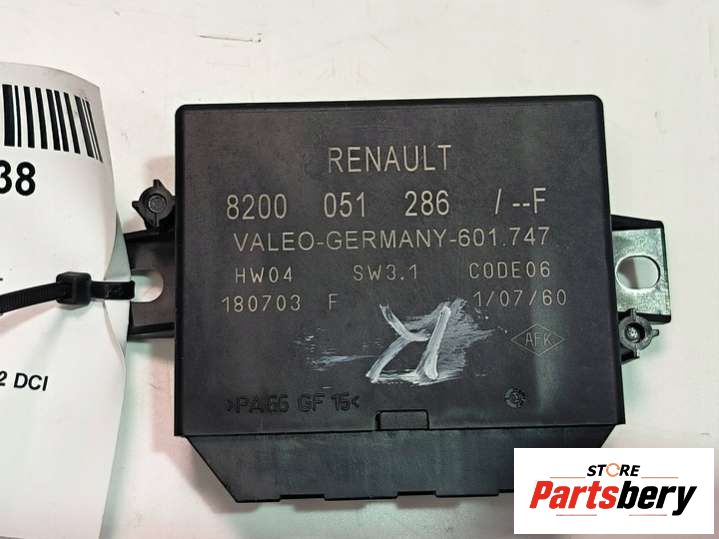 38
2 DCI
RENAULT
8200 051 286 /--F
VALEO-GERMANY-601.747
HW04 SW3.1 CODE06
180703 F 1/07/60
AFK
R
>PA66 GF 15<
STORE
Partsbery